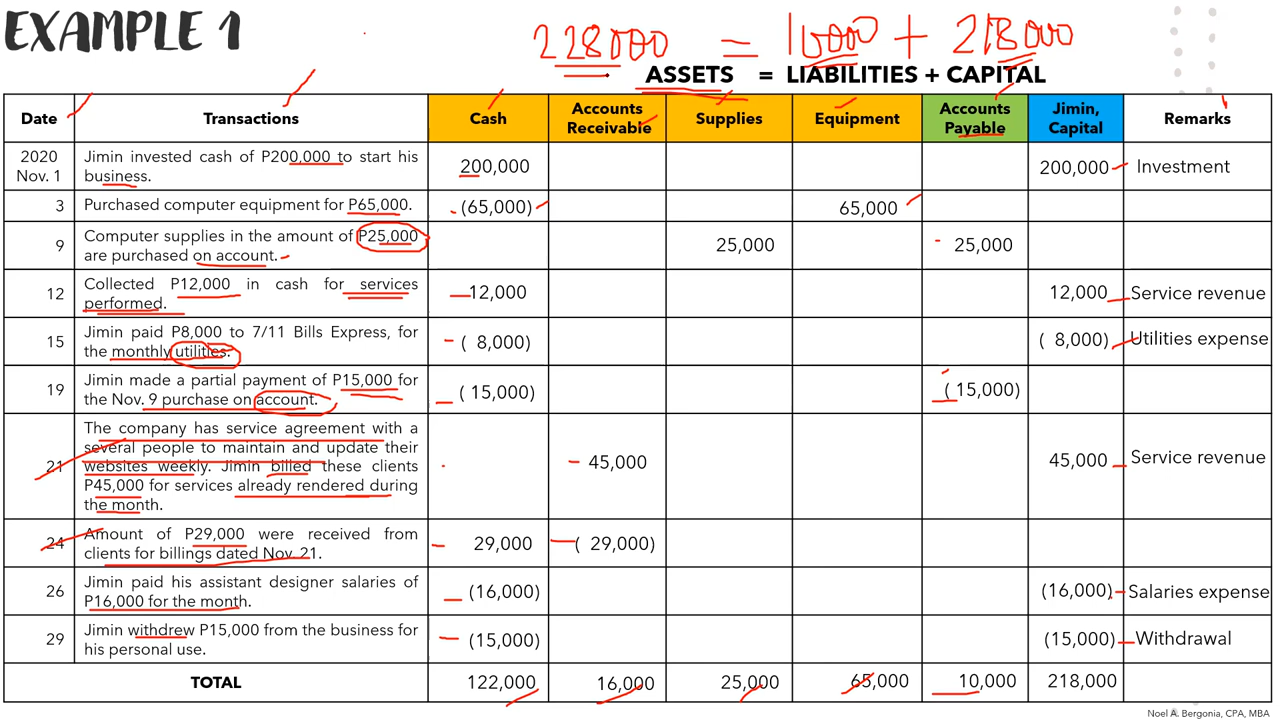 EXAMPLE 1
228000 = 10000 + 218000
ASSETS = LIABILITIES + CAPITAL
Date Transactions Cash Accounts Receivable Supplies Equipment Accounts Payable Jimin, Capital Remarks
2020
Nov. 1 Jimin invested cash of P200,000 to start his
business. 200,000 200,000 Investment
3 Purchased computer equipment for P65,000. (65,000) 65,000
9 Computer supplies in the amount of P25,000
are purchased on account. 25,000 25,000
12 Collected P12,000 in cash for services
performed. 12,000 12,000 Service revenue
15 Jimin paid P8,000 to 7/11 Bills Express, for
the monthly utilities. ( 8,000) ( 8,000) Utilities expense
19 Jimin made a partial payment of P15,000 for
the Nov. 9 purchase on account. ( 15,000) ( 15,000)
21 The company has service agreement with a
several people to maintain and update their
websites weekly. Jimin billed these clients
P45,000 for services already rendered during
the month. 45,000 45,000 Service revenue
24 Amount of P29,000 were received from
clients for billings dated Nov. 21. 29,000 ( 29,000)
26 Jimin paid his assistant designer salaries of
P16,000 for the month. (16,000) (16,000) Salaries expense
29 Jimin withdrew P15,000 from the business for
his personal use. (15,000) (15,000) Withdrawal
TOTAL 122,000 16,000 25,000 65,000 10,000 218,000
Noel A. Bergonia, CPA, MBA